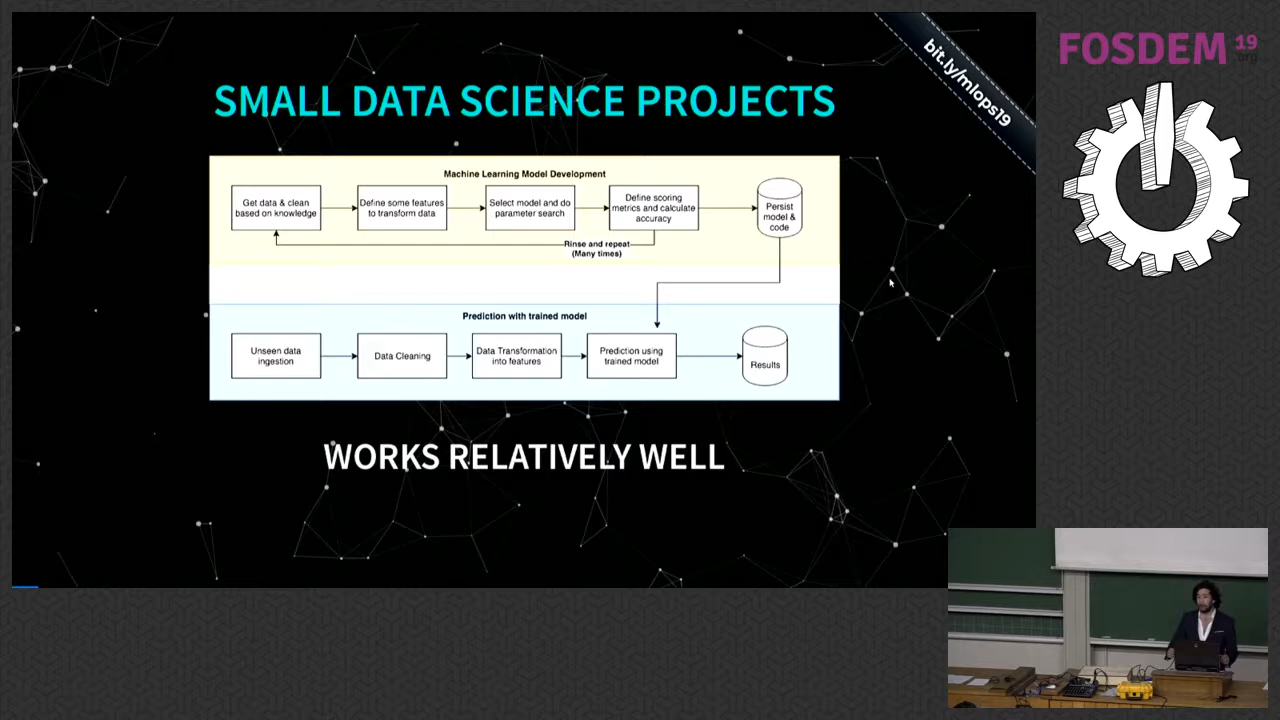 FOSDEM 19
.org
bit.ly/mlops19
SMALL DATA SCIENCE PROJECTS
Machine Learning Model Development
Get data & clean
based on knowledge
Define some features
to transform data
Select model and do
parameter search
Define scoring
metrics and calculate
accuracy
Persist
model &
code
Rinse and repeat
(Many times)
Prediction with trained model
Unseen data
ingestion
Data Cleaning
Data Transformation
into features
Prediction using
trained model
Results
WORKS RELATIVELY WELL